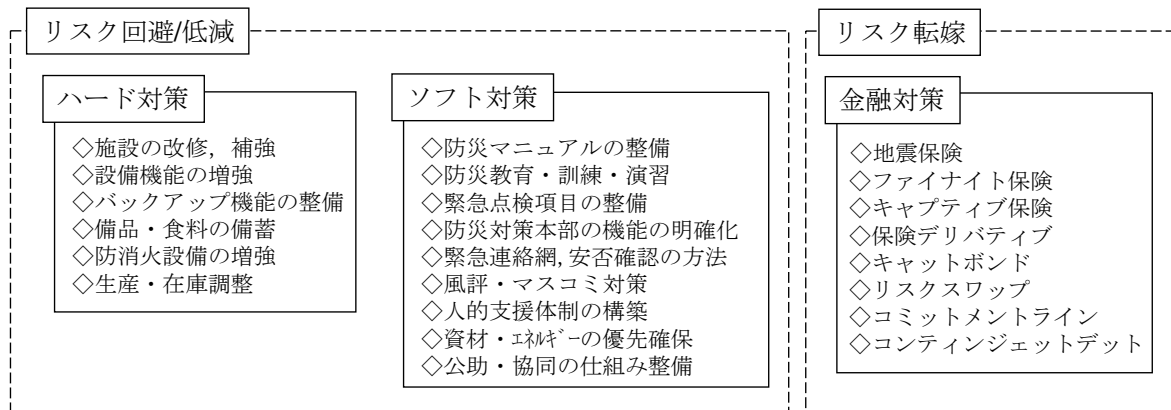 リスク回避/低減
ハード対策
◇施設の改修，補強
◇設備機能の増強
◇バックアップ機能の整備
◇備品・食料の備蓄
◇防消火設備の増強
◇生産・在庫調整
ソフト対策
◇防災マニュアルの整備
◇防災教育・訓練・演習
◇緊急点検項目の整備
◇防災対策本部の機能の明確化
◇緊急連絡網,安否確認の方法
◇風評・マスコミ対策
◇人的支援体制の構築
◇資材・ｴﾈﾙｷﾞｰの優先確保
◇公助・協同の仕組み整備
リスク転嫁
金融対策
◇地震保険
◇ファイナイト保険
◇キャプティブ保険
◇保険デリバティブ
◇キャットボンド
◇リスクスワップ
◇コミットメントライン
◇コンティンジェットデット